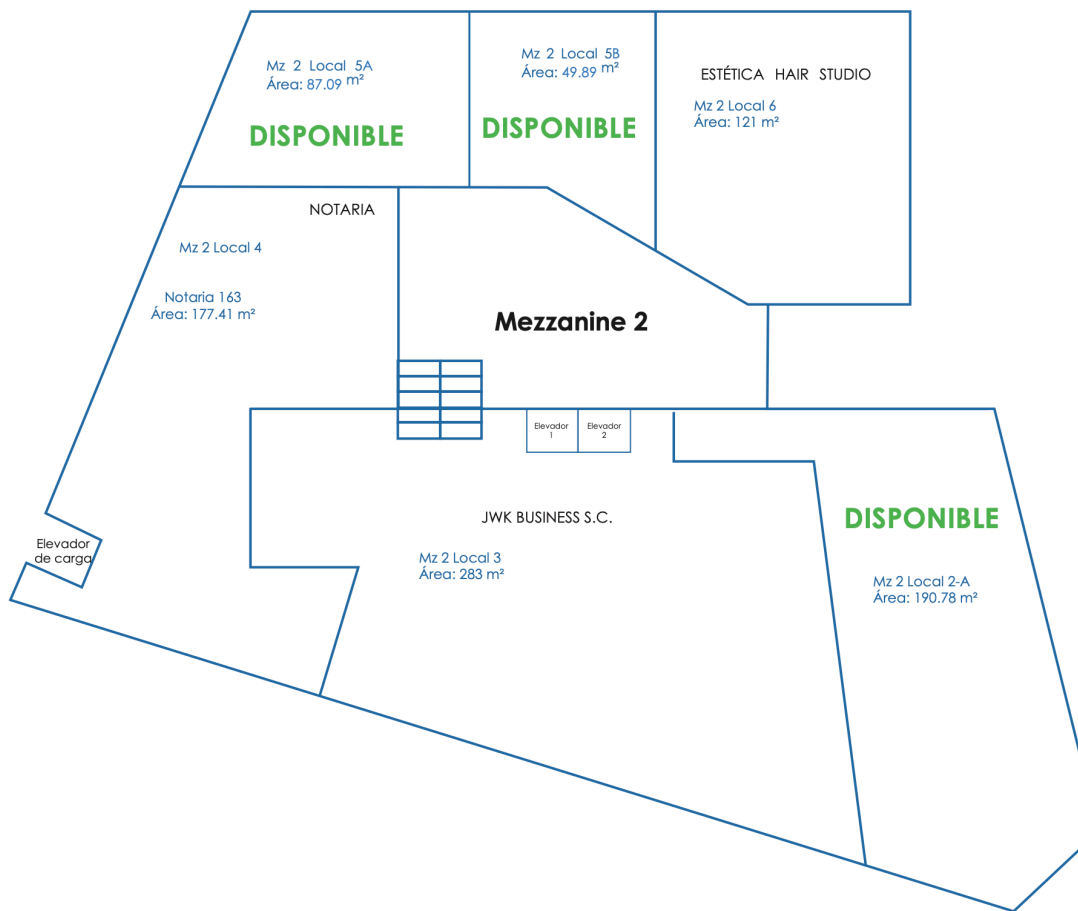 Mz 2 Local 5A
Área: 87.09 m²
DISPONIBLE
Mz 2 Local 5B
Área: 49.89 m²
DISPONIBLE
ESTÉTICA HAIR STUDIO
Mz 2 Local 6
Área: 121 m²
NOTARIA
Mz 2 Local 4
Notaria 163
Área: 177.41 m²
Mezzanine 2
Elevador
1
Elevador
2
JWK BUSINESS S.C.
Mz 2 Local 3
Área: 283 m²
DISPONIBLE
Mz 2 Local 2-A
Área: 190.78 m²
Elevador
de carga